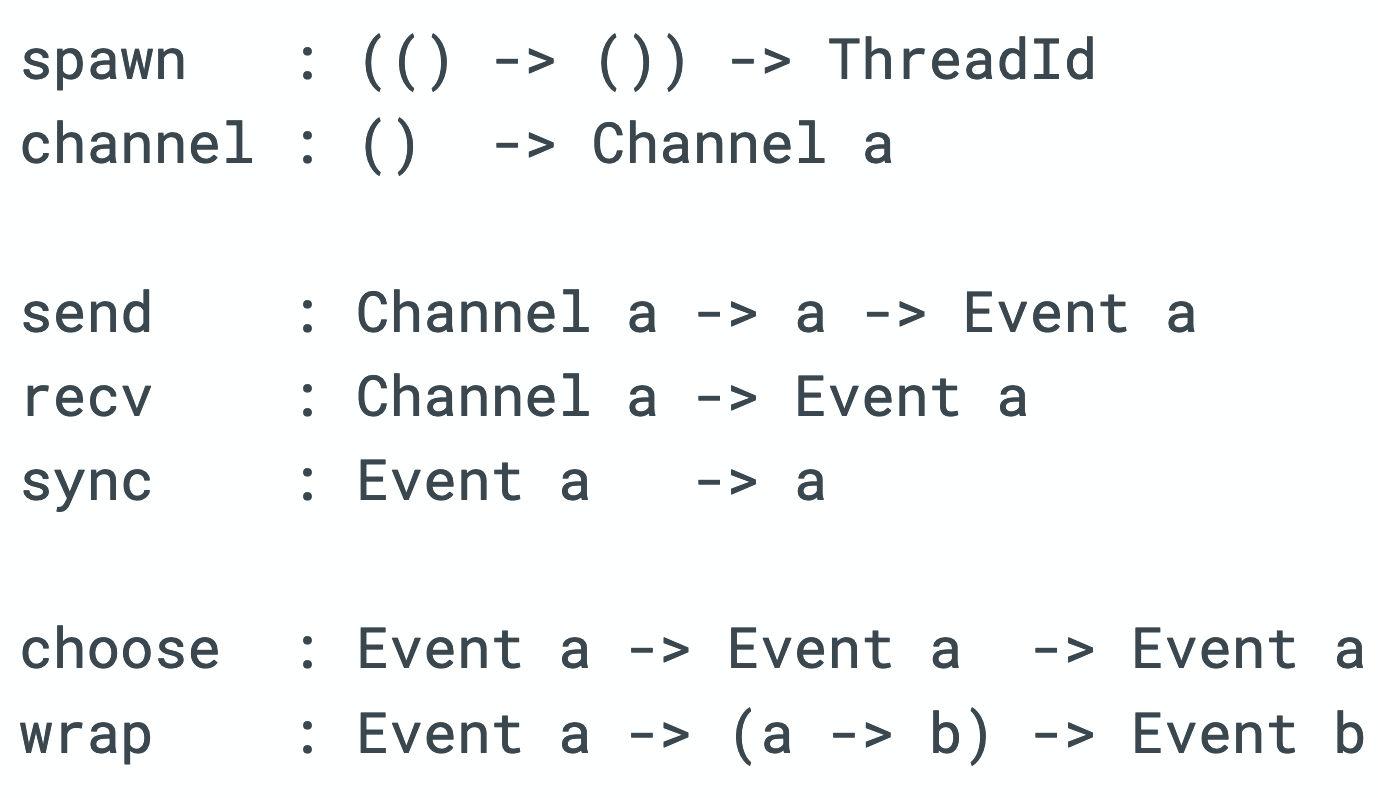 spawn   : (() -> ()) -> ThreadId
channel : ()  -> Channel a
send    : Channel a -> a -> Event a
recv    : Channel a -> Event a
sync    : Event a   -> a
choose  : Event a -> Event a  -> Event a
wrap    : Event a -> (a -> b) -> Event b